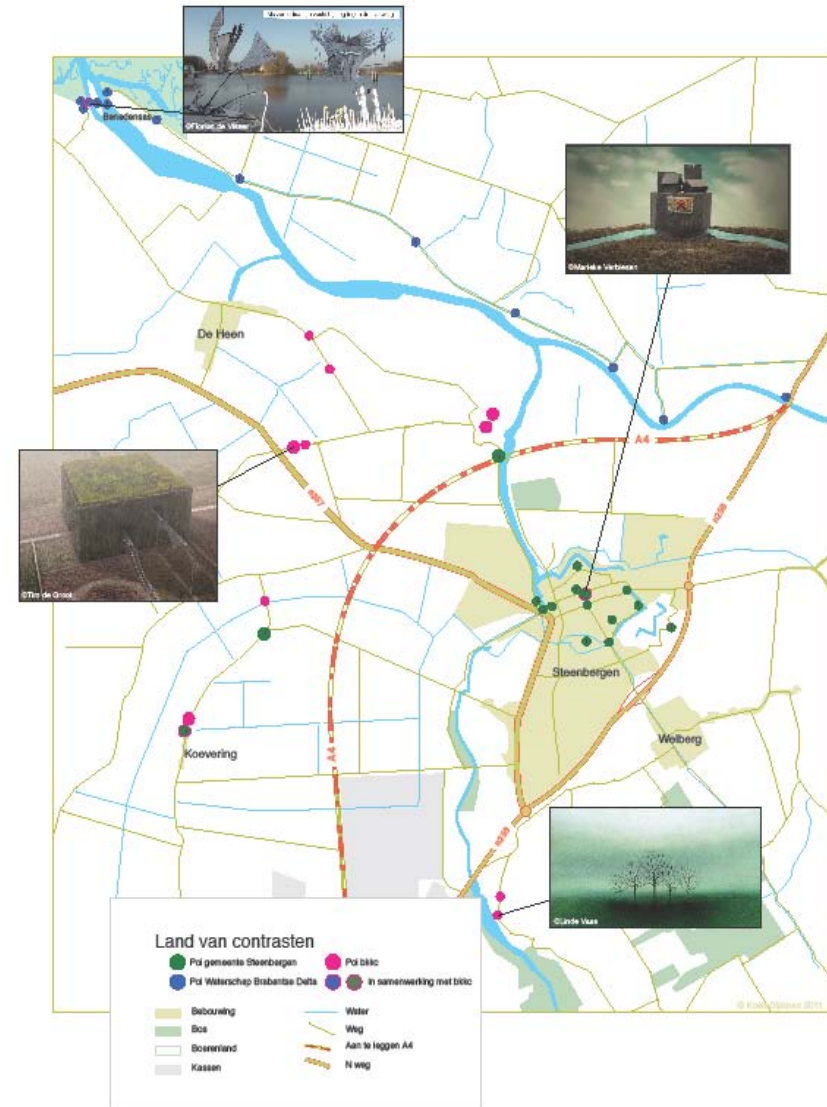 ©Florian de Visser
Benedensas
©Marieke Verbiesen
De Heen
A4
n257
n259
©Tim de Groot
Steenbergen
Koevering
A4
Welberg
n259
©Linde Vaas
Land van contrasten
Poi gemeente Steenbergen
Poi bkkc
Poi Waterschap Brabantse Delta
In samenwerking met bkkc
Bebouwing
Water
Bos
Weg
Boerenland
Aan te leggen A4
Kassen
N weg